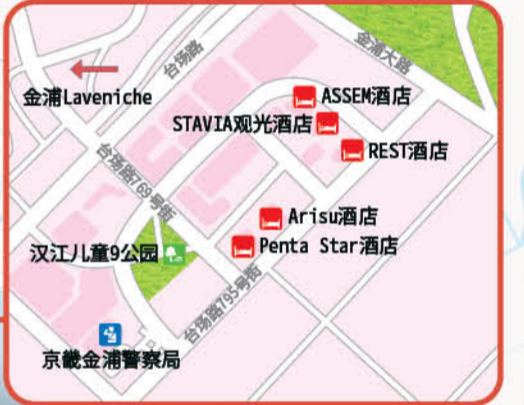 金浦大路
台场路
金浦Laveniche
ASSEM酒店
STAVIA观光酒店
REST酒店
台场路769号街
Arisu酒店
汉江儿童9公园
Penta Star酒店
台场路795号街
京畿金浦警察局